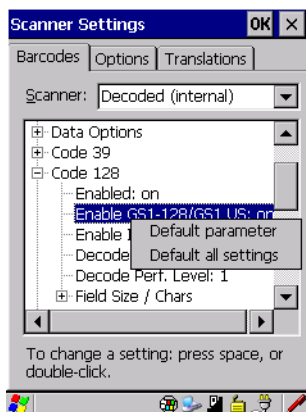 Scanner Settings OK
Barcodes Options Translations
Scanner: Decoded (internal)
Data Options
Code 39
Code 128
Enabled: on
Enable GS1-128/GS1 US: on
Default parameter
Enable
Default all settings
Decode
Decode Perf. Level: 1
Field Size / Chars
To change a setting: press space, or
double-click.